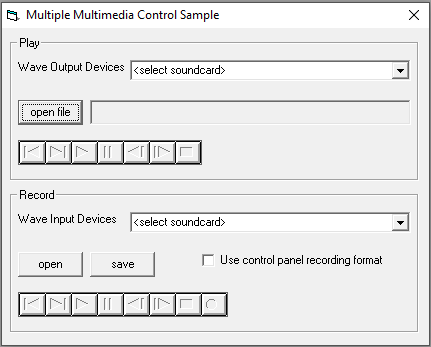 Multiple Multimedia Control Sample
Play
Wave Output Devices <select soundcard>
open file
Record
Wave Input Devices <select soundcard>
open save Use control panel recording format